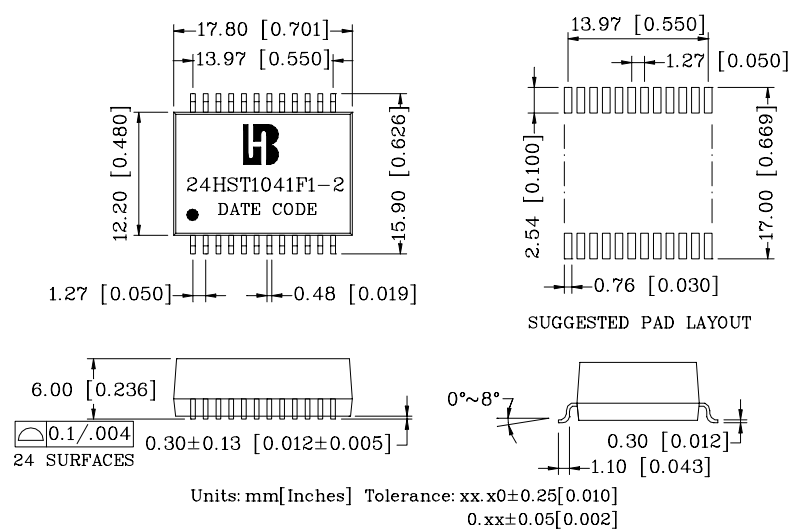 17.80 [0.701]
13.97 [0.550]
12.20 [0.480]
HB
24HST1041F1-2
DATE CODE
15.90 [0.626]
1.27 [0.050]
0.48 [0.019]
13.97 [0.550]
1.27 [0.050]
2.54 [0.100]
17.00 [0.669]
0.76 [0.030]
SUGGESTED PAD LAYOUT
6.00 [0.236]
0.1/.004
24 SURFACES
0.30±0.13 [0.012±0.005]
0°~8°
0.30 [0.012]
1.10 [0.043]
Units: mm[Inches] Tolerance: xx.x0±0.25[0.010]
0.xx±0.05[0.002]